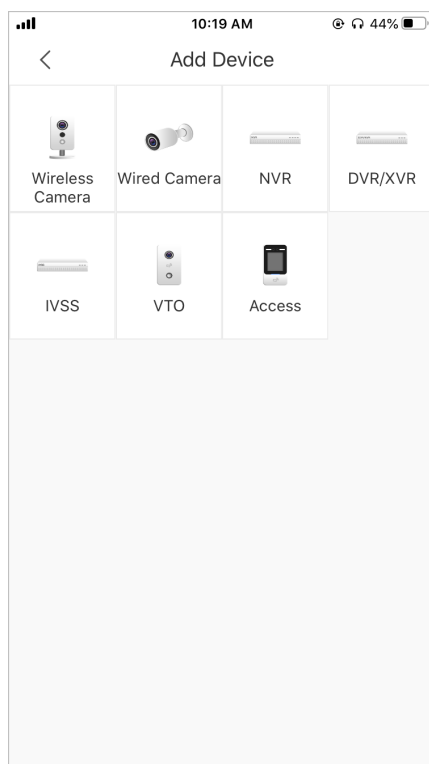 10:19 AM
44%
Add Device
Wireless
Camera
Wired Camera
NVR
DVR/XVR
IVSS
VTO
Access